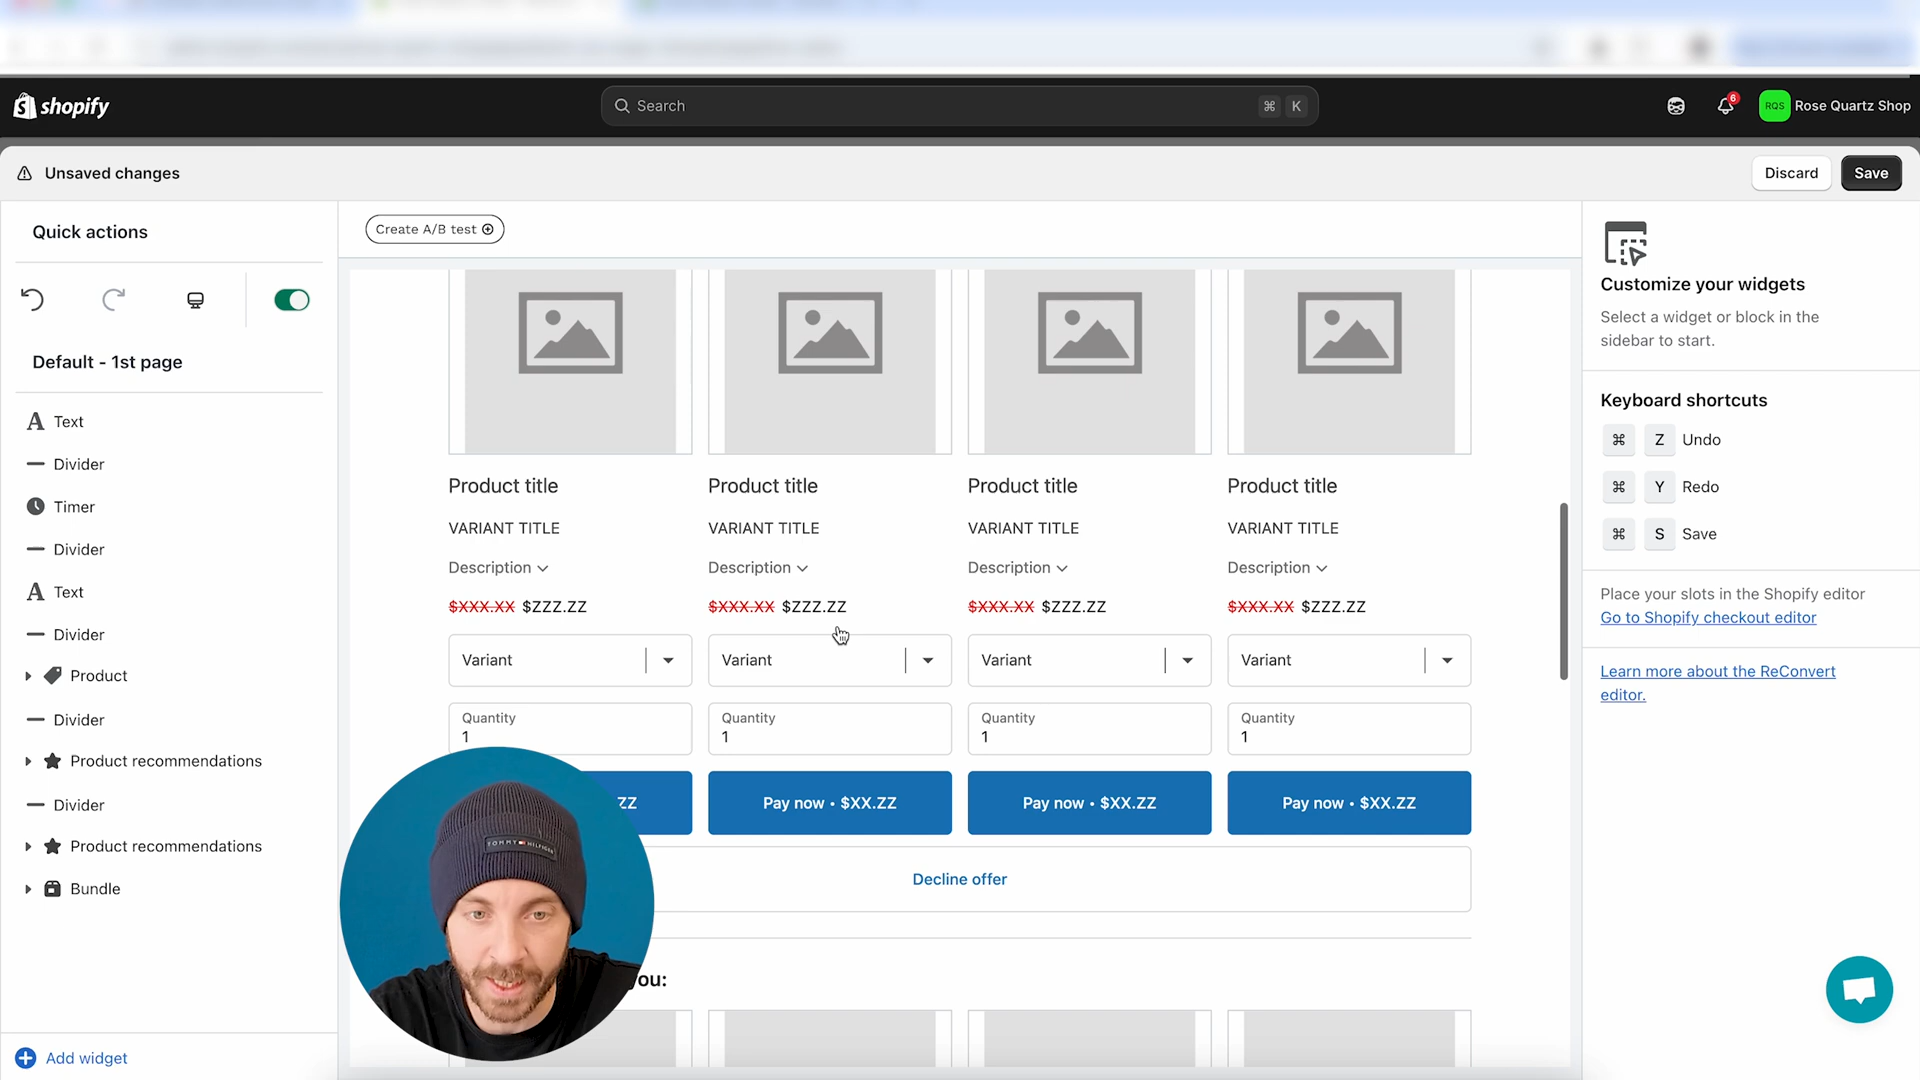 shopify
Search
⌘ K
6
RQS
Rose Quartz Shop
Unsaved changes
Discard
Save
Quick actions
Default - 1st page
Text
Divider
Timer
Divider
Text
Divider
Product
Divider
Product recommendations
Divider
Product recommendations
Bundle
Add widget
Create A/B test
Product title Product title Product title Product title
VARIANT TITLE VARIANT TITLE VARIANT TITLE VARIANT TITLE
Description Description Description Description
$XXX.XX $ZZZ.ZZ $XXX.XX $ZZZ.ZZ $XXX.XX $ZZZ.ZZ $XXX.XX $ZZZ.ZZ
Variant Variant Variant Variant
Quantity Quantity Quantity Quantity
1 1 1 1
ZZ Pay now • $XX.ZZ Pay now • $XX.ZZ Pay now • $XX.ZZ
Decline offer
you:
TOMMY HILFIGER
Customize your widgets
Select a widget or block in the
sidebar to start.
Keyboard shortcuts
⌘ Z Undo
⌘ Y Redo
⌘ S Save
Place your slots in the Shopify editor
Go to Shopify checkout editor
Learn more about the ReConvert
editor.